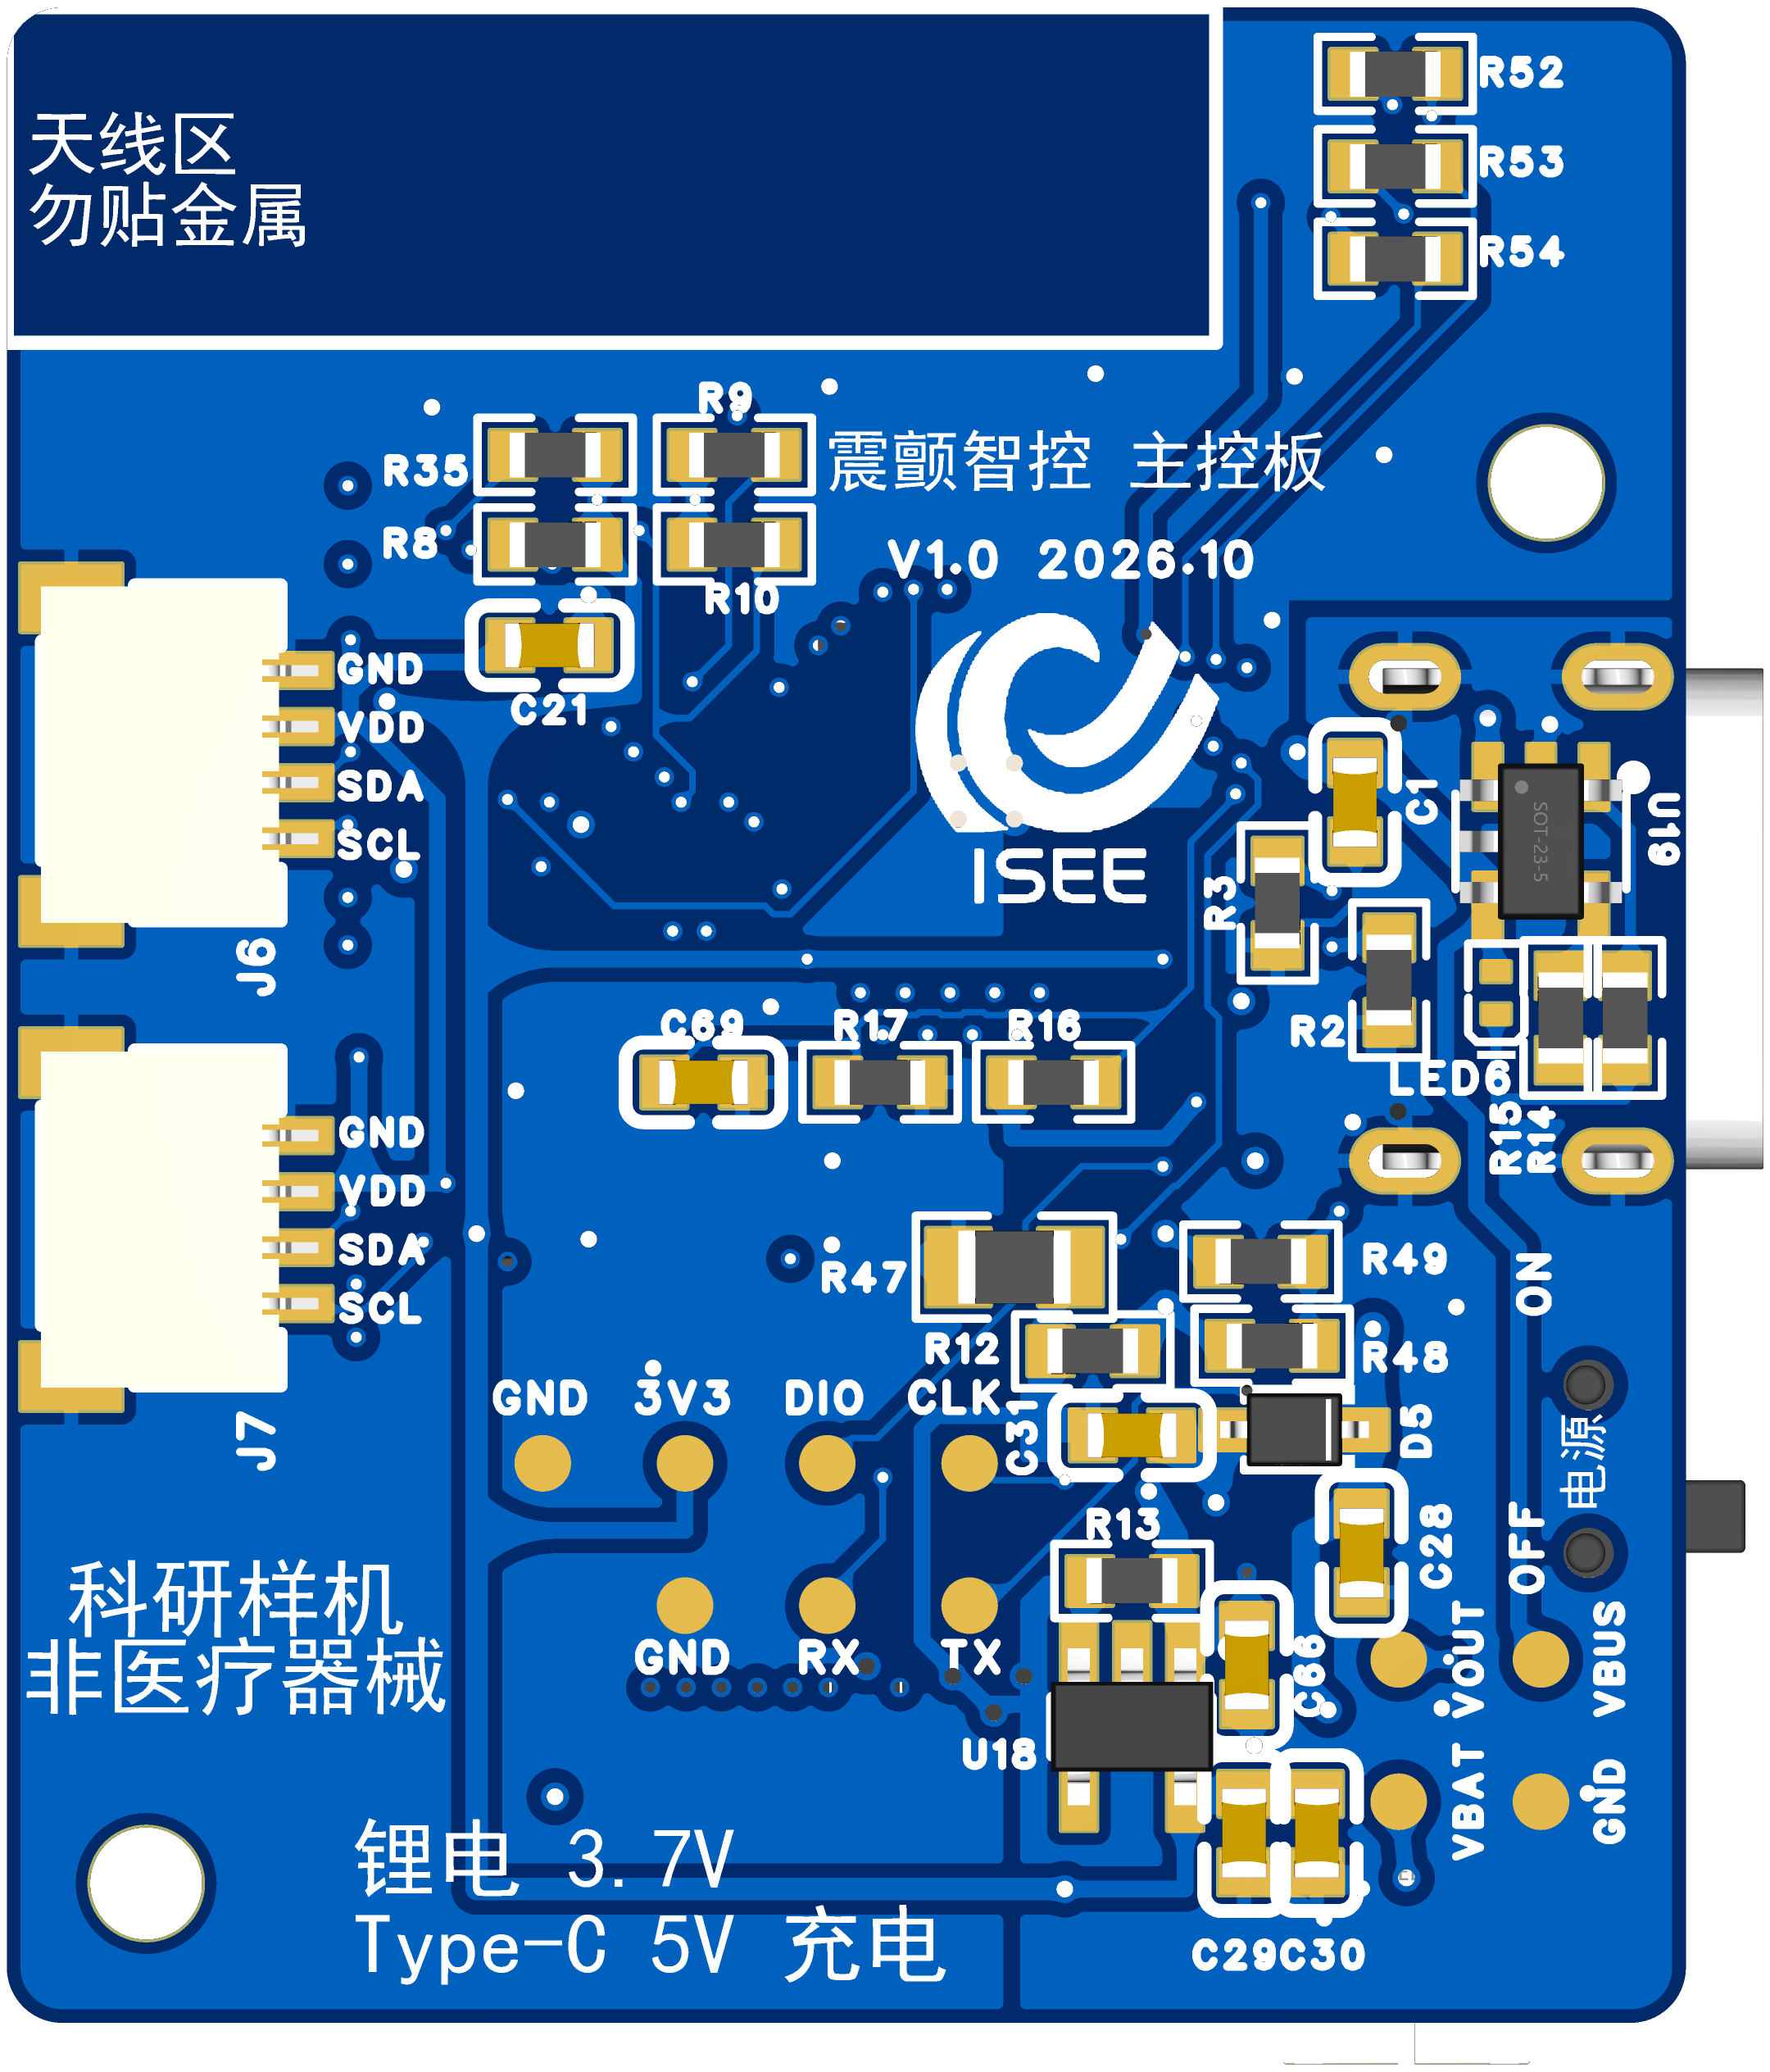 R52
天线区
R53
勿贴金属
R54
R9
R35
震颤智控 主控板
R8
V1.0 2026.10
R10
GND
C21
VDD
SDA
C1
SOT-23-5
U19
SCL
ISEE
R3
J6
C69
R17
R16
R2
LED6
R15
R14
GND
VDD
SDA
R49
R47
ON
SCL
R12
R48
GND
3V3
DIO
CLK
C31
D5
J7
电源
R13
C28
OFF
科研样机
非医疗器械
GND
RX
TX
C66
VOUT
VBUS
U18
VBAT
GND
锂电 3.7V
Type-C 5V 充电
C29
C30